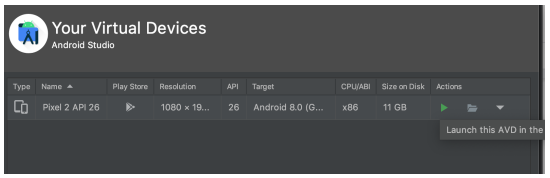 Your Virtual Devices
Android Studio
Type Name Play Store Resolution API Target CPU/ABI Size on Disk Actions
Pixel 2 API 26 1080 × 19... 26 Android 8.0 (G... x86 11 GB
Launch this AVD in the